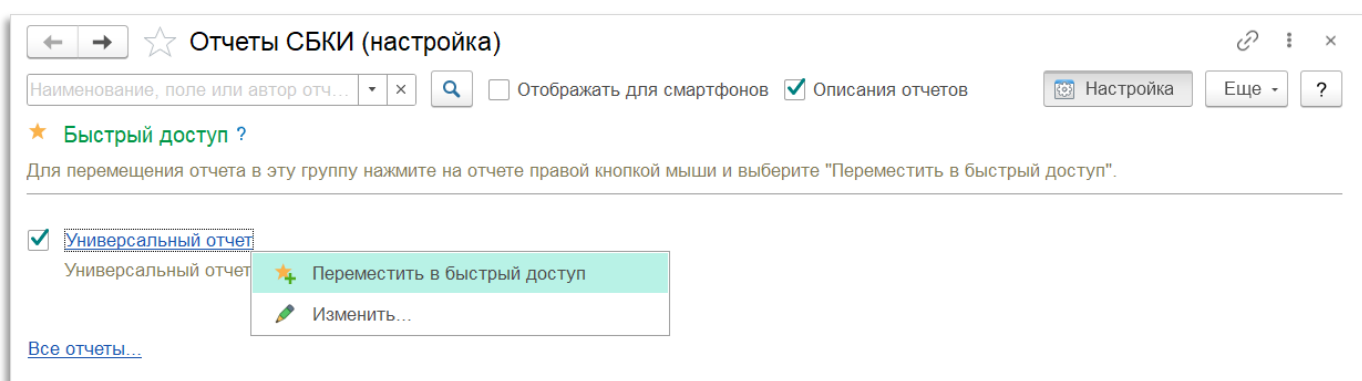 Отчеты СБКИ (настройка)
Наименование, поле или автор отч... Отображать для смартфонов Описания отчетов Настройка Еще ?
Быстрый доступ ?
Для перемещения отчета в эту группу нажмите на отчете правой кнопкой мыши и выберите "Переместить в быстрый доступ".
Универсальный отчет
Универсальный отчет
Переместить в быстрый доступ
Изменить...
Все отчеты...